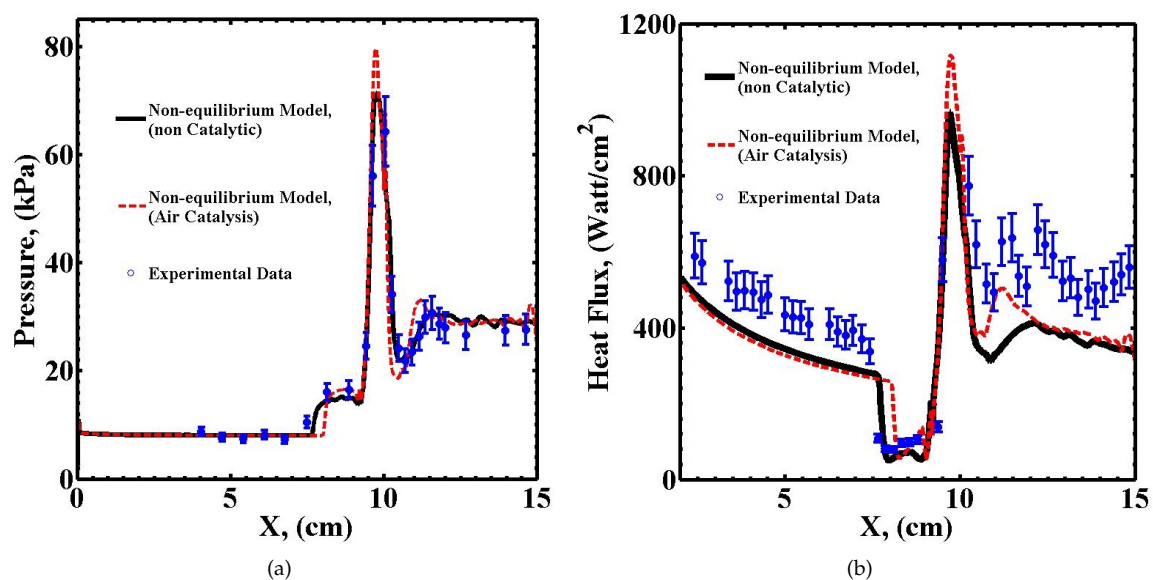 80
60
40
20
0
Pressure, (kPa)
Non-equilibrium Model,
(non Catalytic)
Non-equilibrium Model,
(Air Catalysis)
Experimental Data
0 5 10 15
X, (cm)
(a)
1200
800
400
0
Heat Flux, (Watt/cm²)
Non-equilibrium Model,
(non Catalytic)
Non-equilibrium Model,
(Air Catalysis)
Experimental Data
5 10 15
X, (cm)
(b)